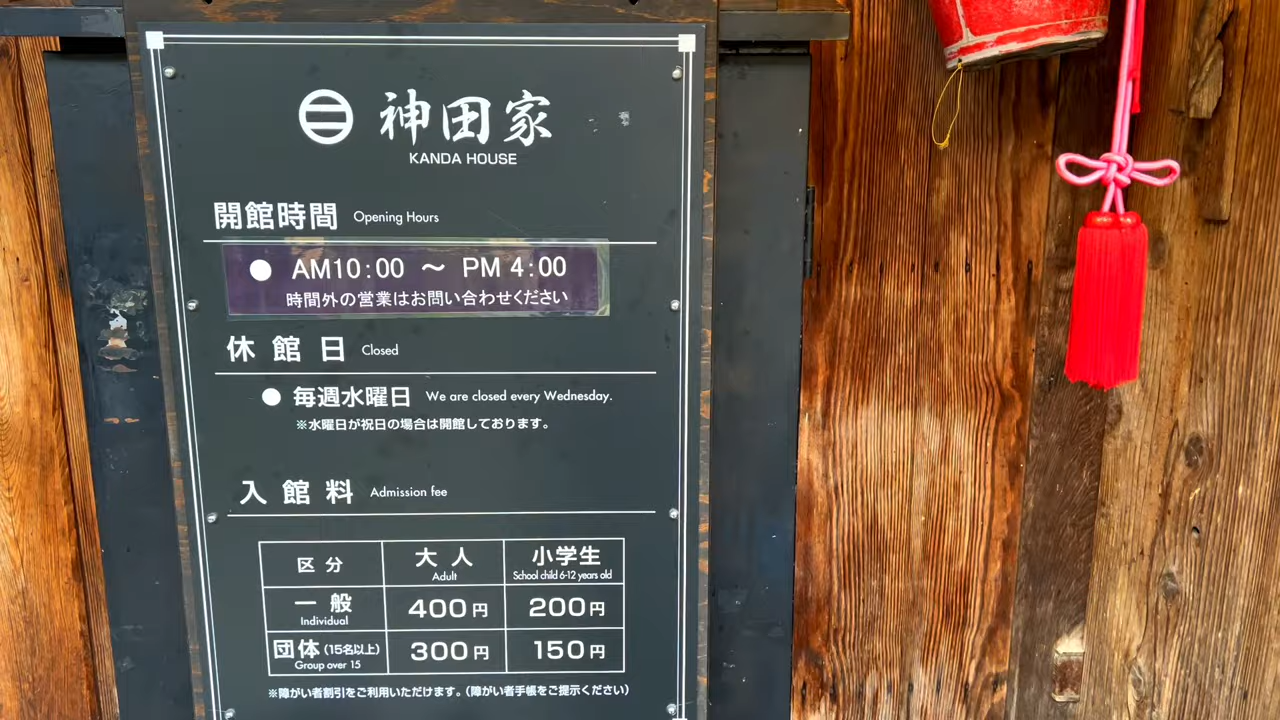 神田家
KANDA HOUSE
開館時間 Opening Hours
● AM10:00 ～ PM 4:00
時間外の営業はお問い合わせください
休館日 Closed
● 毎週水曜日 We are closed every Wednesday.
※水曜日が祝日の場合は開館しております。
入館料 Admission fee
区分 大人 小学生
Adult School child 6-12 years old
一般 400円 200円
Individual
団体(15名以上) 300円 150円
Group over 15
※障がい者割引をご利用いただけます。(障がい者手帳をご提示ください)